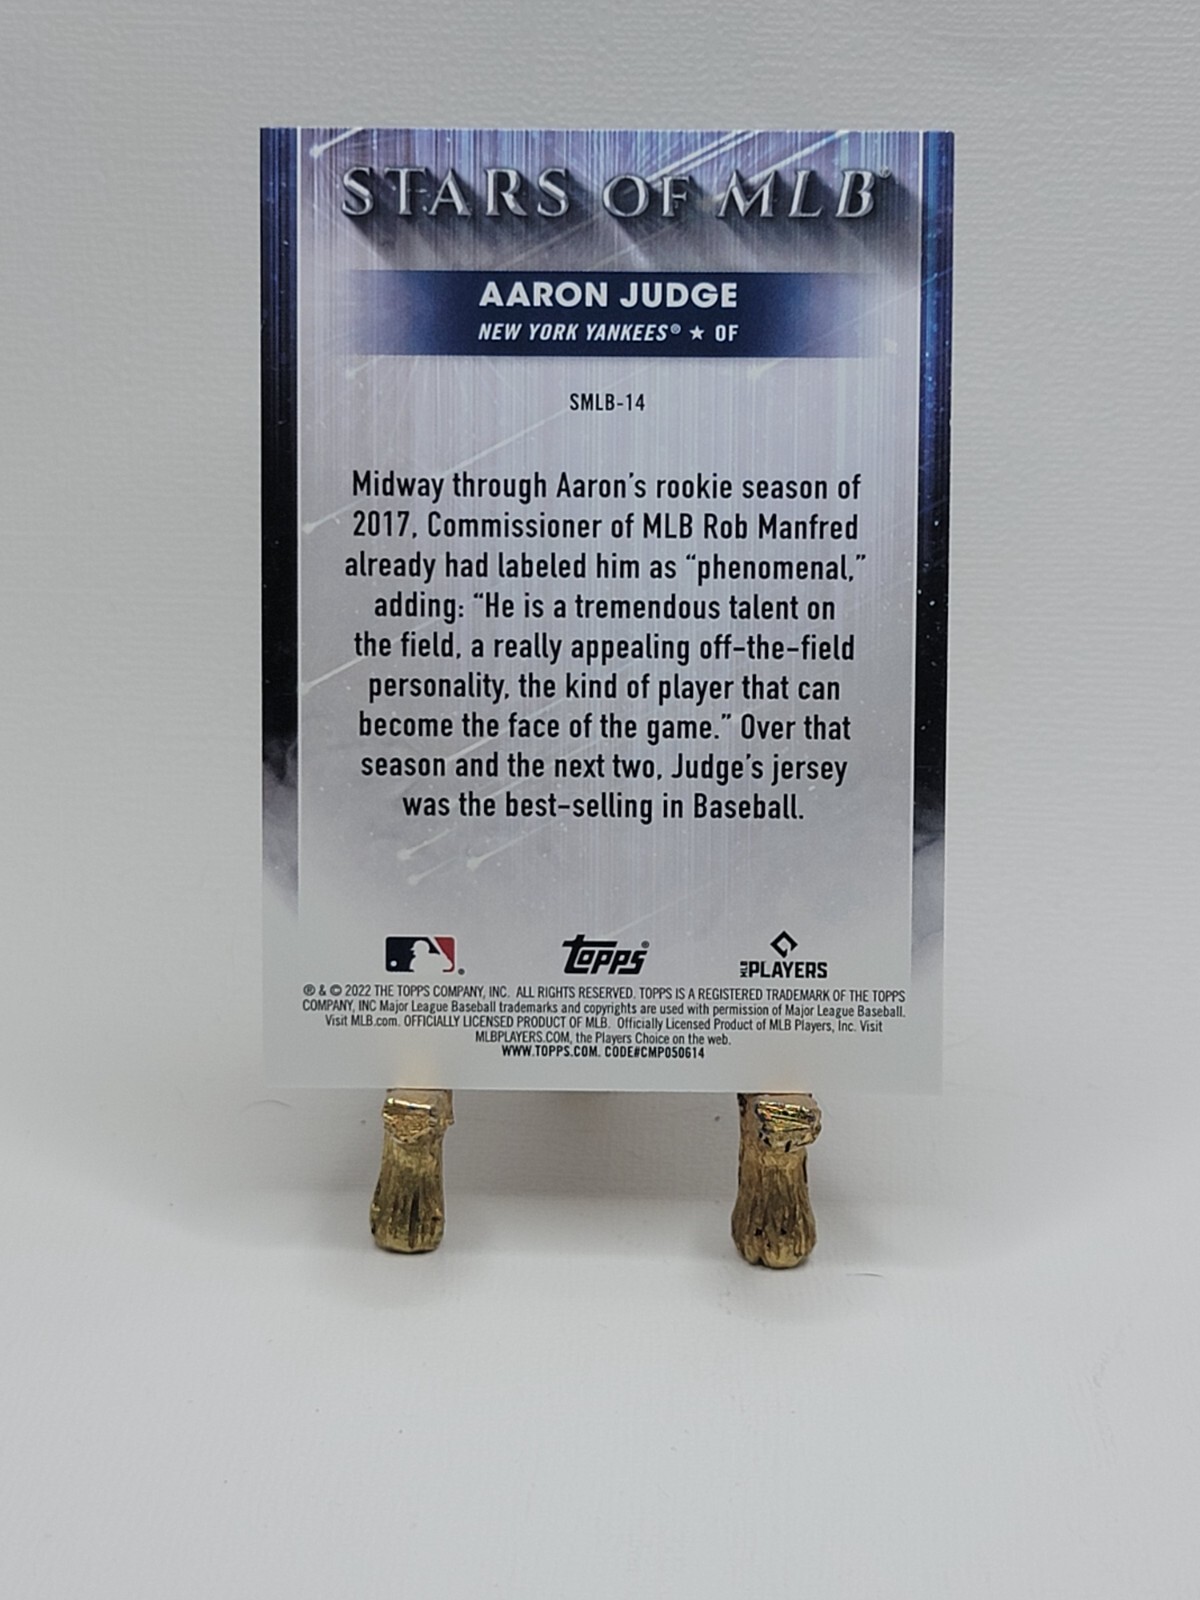 STARS OF MLB®
AARON JUDGE
NEW YORK YANKEES® ★ OF
SMLB-14
Midway through Aaron's rookie season of
2017, Commissioner of MLB Rob Manfred
already had labeled him as “phenomenal,”
adding: “He is a tremendous talent on
the field, a really appealing off-the-field
personality, the kind of player that can
become the face of the game.” Over that
season and the next two, Judge's jersey
was the best-selling in Baseball.
topps® MLB PLAYERS
® & © 2022 THE TOPPS COMPANY, INC. ALL RIGHTS RESERVED. TOPPS IS A REGISTERED TRADEMARK OF THE TOPPS
COMPANY, INC Major League Baseball trademarks and copyrights are used with permission of Major League Baseball.
Visit MLB.com. OFFICIALLY LICENSED PRODUCT OF MLB. Officially Licensed Product of MLB Players, Inc. Visit
MLBPLAYERS.COM, the Players Choice on the web.
WWW.TOPPS.COM. CODE#CMP050614